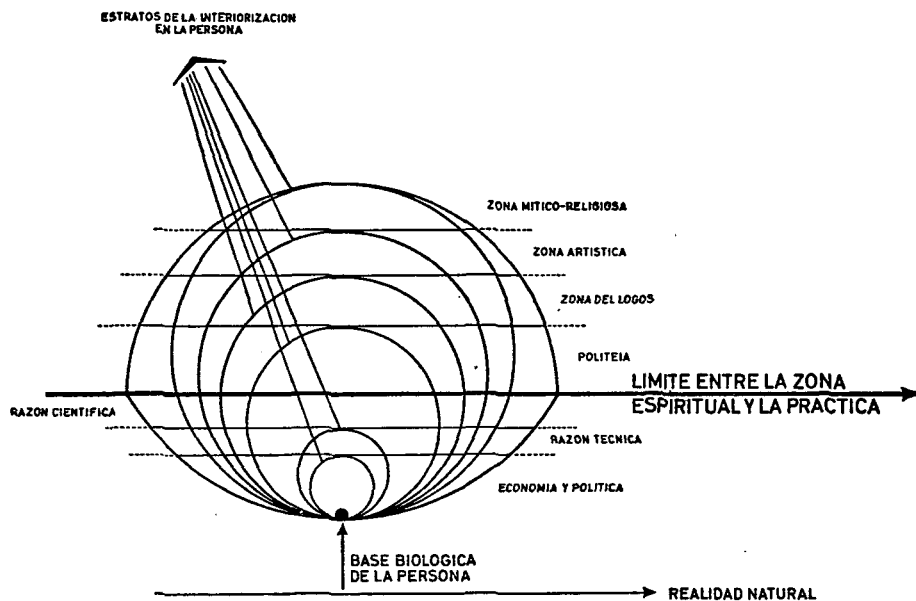 ESTRATOS DE LA INTERIORIZACION
EN LA PERSONA
ZONA MITICO-RELIGIOSA
ZONA ARTISTICA
ZONA DEL LOGOS
POLITEIA
LIMITE ENTRE LA ZONA
ESPIRITUAL Y LA PRACTICA
RAZON CIENTIFICA
RAZON TECNICA
ECONOMIA Y POLITICA
BASE BIOLOGICA
DE LA PERSONA
REALIDAD NATURAL